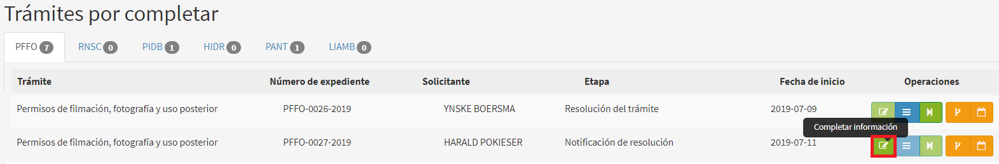 Trámites por completar
PFFO 7 RNSC 0 PIDB 1 HIDR 0 PANT 1 LIAMB 0
Trámite Número de expediente Solicitante Etapa Fecha de inicio Operaciones
Permisos de filmación, fotografía y uso posterior PFFO-0026-2019 YNSKE BOERSMA Resolución del trámite 2019-07-09
Completar información
Permisos de filmación, fotografía y uso posterior PFFO-0027-2019 HARALD POKIESER Notificación de resolución 2019-07-11